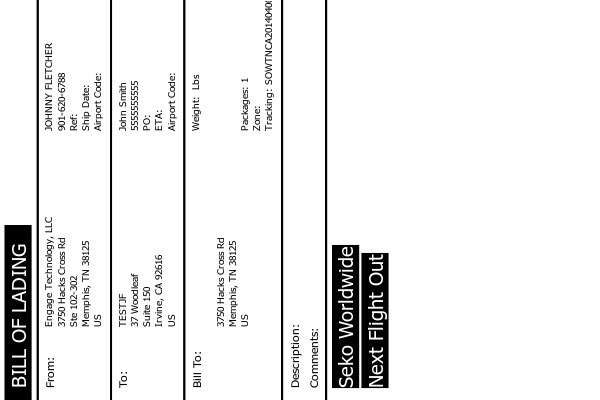 BILL OF LADING
From:
Engage Technology, LLC
3750 Hacks Cross Rd
Ste 102-302
Memphis, TN 38125
US
JOHNNY FLETCHER
901-620-6788
Ref:
Ship Date:
Airport Code:
To:
TESTJF
37 Woodleaf
Suite 150
Irvine, CA 92616
US
John Smith
5555555555
PO:
ETA:
Airport Code:
Bill To:
3750 Hacks Cross Rd
Memphis, TN 38125
US
Weight: Lbs
Packages: 1
Zone:
Tracking:
Description:
Comments:
Seko Worldwide
Next Flight Out